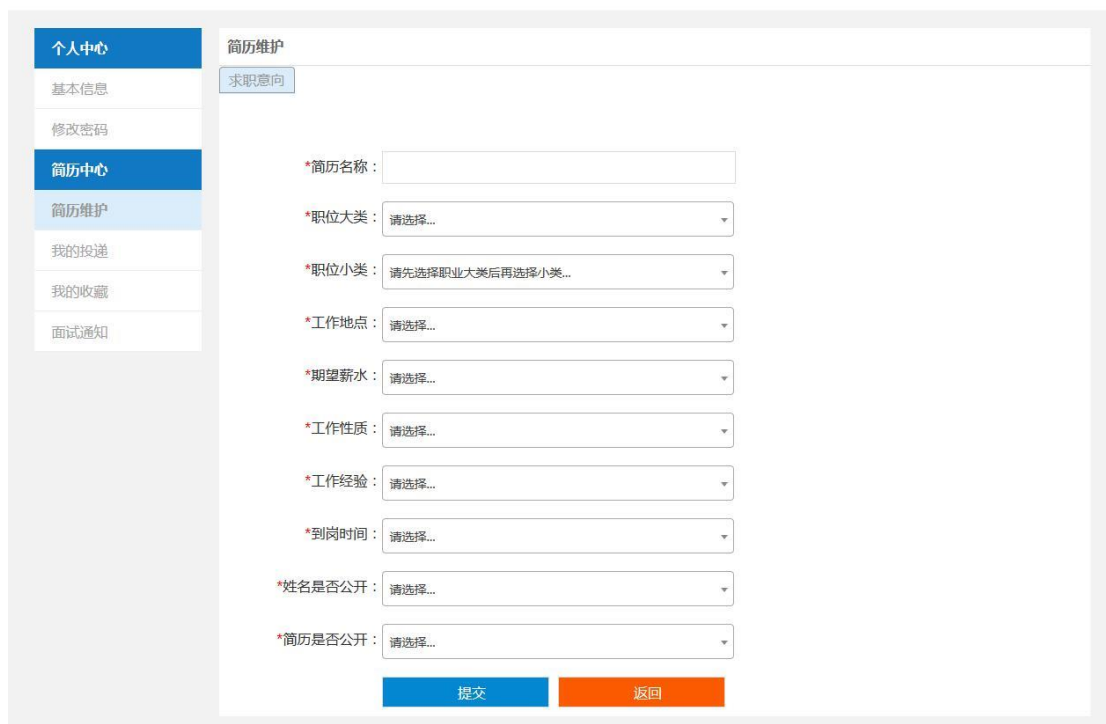 个人中心
基本信息
修改密码
简历中心
简历维护
我的投递
我的收藏
面试通知
简历维护
求职意向
*简历名称：
*职位大类： 请选择...
*职位小类： 请先选择职业大类后再选择小类...
*工作地点： 请选择...
*期望薪水： 请选择...
*工作性质： 请选择...
*工作经验： 请选择...
*到岗时间： 请选择...
*姓名是否公开： 请选择...
*简历是否公开： 请选择...
提交 返回